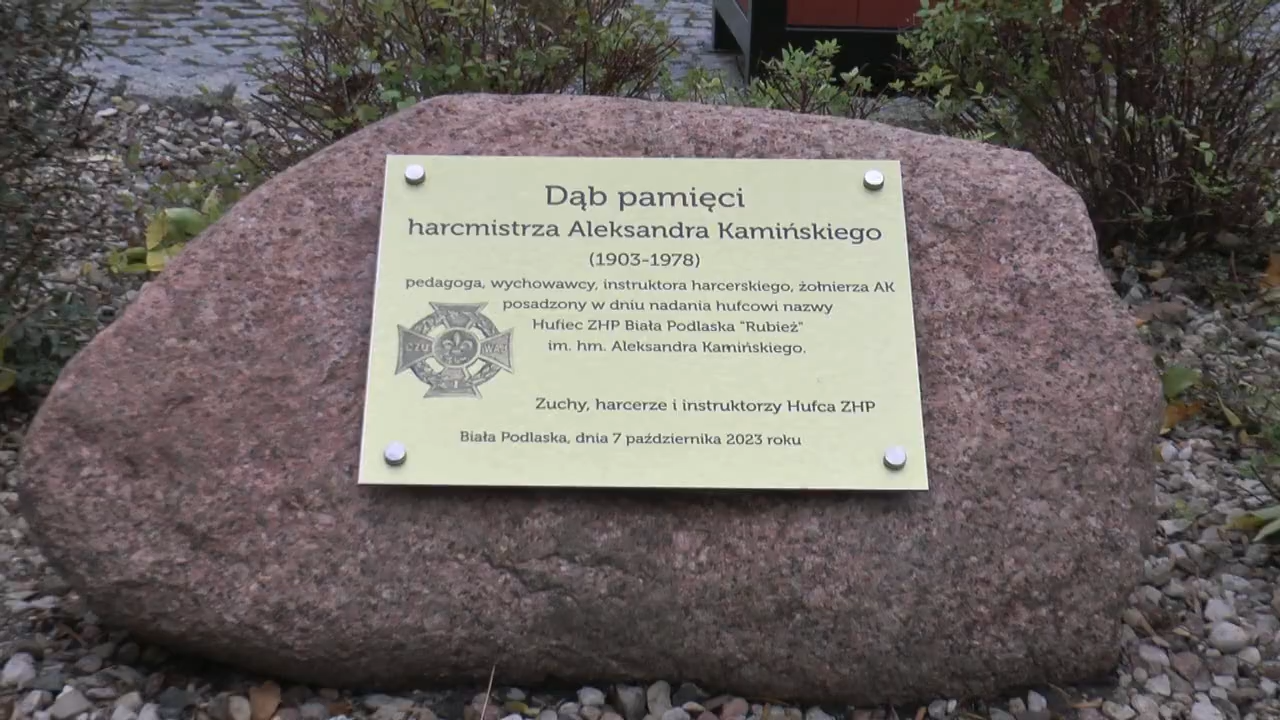 Dąb pamięci
harcmistrza Aleksandra Kamińskiego
(1903-1978)
pedagoga, wychowawcy, instruktora harcerskiego, żołnierza AK
posadzony w dniu nadania hufcowi nazwy
Hufiec ZHP Biała Podlaska "Rubież"
im. hm. Aleksandra Kamińskiego.
CZU WAJ
Zuchy, harcerze i instruktorzy Hufca ZHP
Biała Podlaska, dnia 7 października 2023 roku